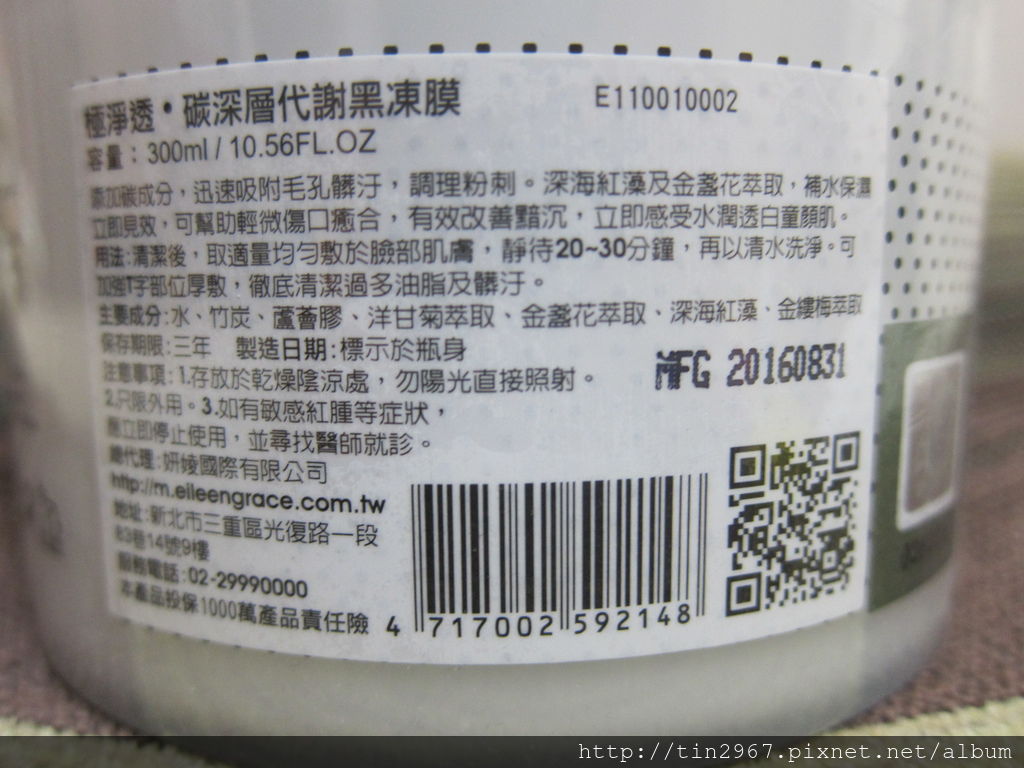 極淨透•碳深層代謝黑凍膜
E110010002
容量：300ml / 10.56FL.OZ
添加碳成分，迅速吸附毛孔髒汙，調理粉刺。深海紅藻及金盞花萃取，補水保濕
立即見效，可幫助輕微傷口癒合，有效改善黯沉，立即感受水潤透白童顏肌。
用法:清潔後，取適量均勻敷於臉部肌膚，靜待20~30分鐘，再以清水洗淨。可
加強T字部位厚敷，徹底清潔過多油脂及髒汙。
主要成分:水、竹炭、蘆薈膠、洋甘菊萃取、金盞花萃取、深海紅藻、金縷梅萃取
保存期限:三年 製造日期:標示於瓶身
MFG 20160831
注意事項:1.存放於乾燥陰涼處，勿陽光直接照射。
2.只限外用。3.如有敏感紅腫等症狀，
應立即停止使用，並尋找醫師就診。
總代理:妍婈國際有限公司
http://m.eileengrace.com.tw
地址:新北市三重區光復路一段
83巷14號9樓
服務電話:02-29990000
本產品投保1000萬產品責任險
4 717002 592148
http://tin2967.pixnet.net/album